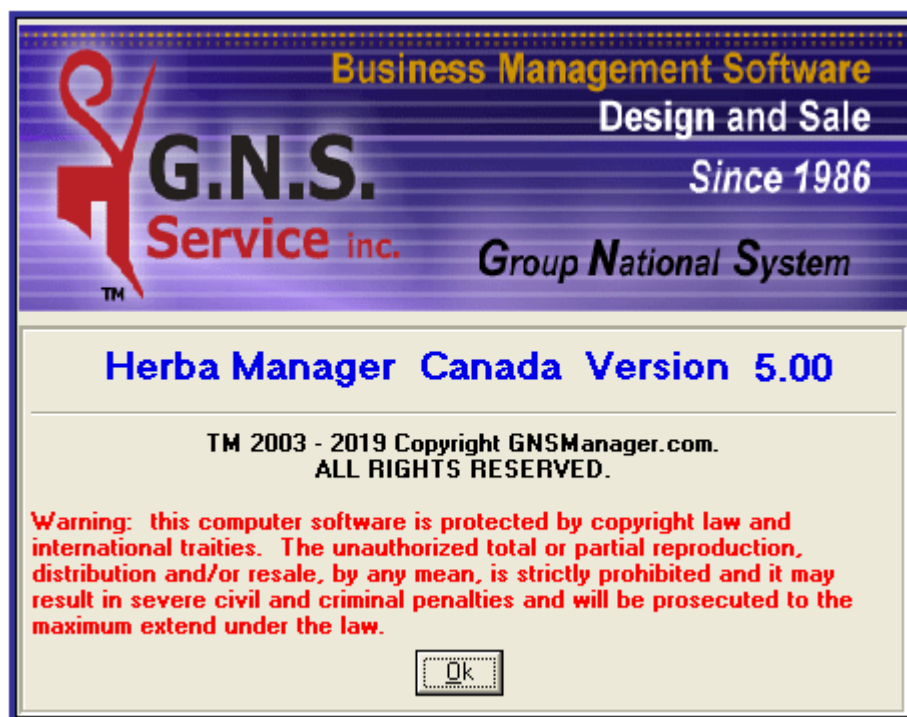 Business Management Software
Design and Sale
Since 1986
G.N.S.
Service inc.
Group National System
TM
Herba Manager Canada Version 5.00
TM 2003 - 2019 Copyright GNSManager.com.
ALL RIGHTS RESERVED.
Warning: this computer software is protected by copyright law and
international traities. The unauthorized total or partial reproduction,
distribution and/or resale, by any mean, is strictly prohibited and it may
result in severe civil and criminal penalties and will be prosecuted to the
maximum extend under the law.
Ok